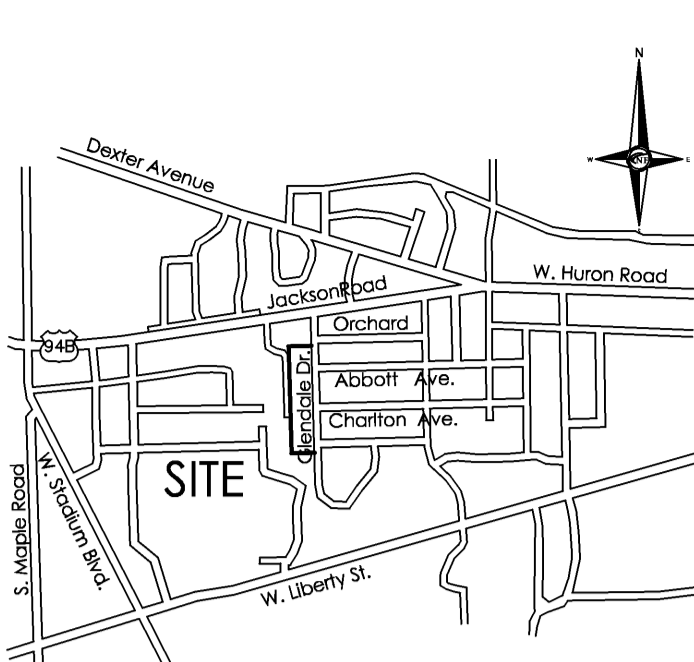 N
Dexter Avenue
W
E
W. Huron Road
JacksonRoad
Orchard
94B
Glendale Dr.
Abbott Ave.
Charlton Ave.
SITE
W. Stadium Blvd.
S. Maple Road
W. Liberty St.